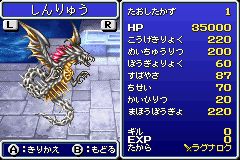 しんりゅう
L R
たおしたかず 1
HP 35000
こうげきりょく 220
めいちゅうりつ 200
ぼうぎょりょく 60
すばやさ 87
ちせい 70
かいひりつ 20
まほうぼうぎょ 220
ギル 0
EXP 0
たから ラグナロク
A:きりかえ B:もどる